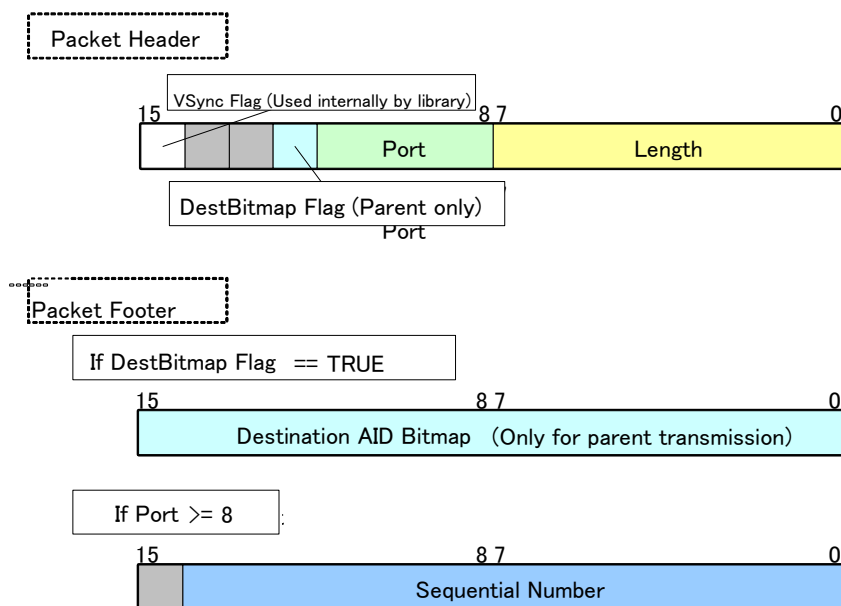 Packet Header
VSync Flag (Used internally by library)
15 8 7 0
Port Length
DestBitmap Flag (Parent only)
Port
Packet Footer
If DestBitmap Flag == TRUE
15 8 7 0
Destination AID Bitmap (Only for parent transmission)
If Port >= 8
15 8 7 0
Sequential Number